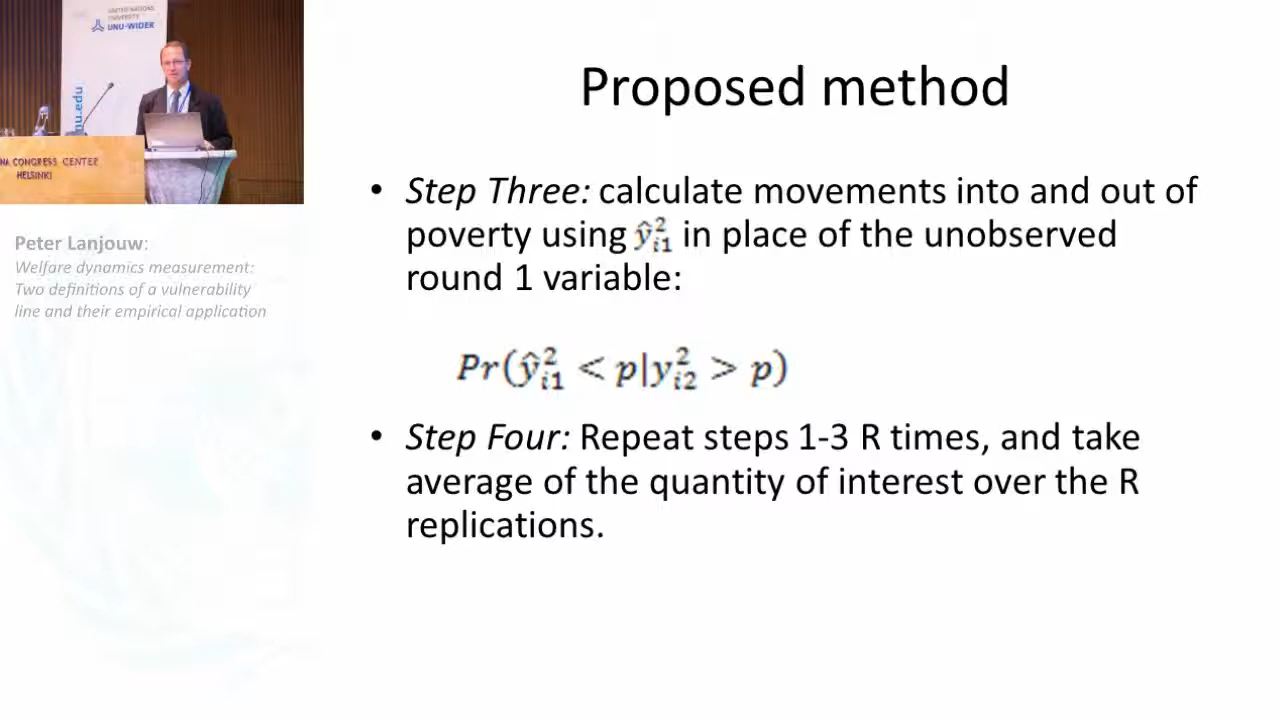 UNITED NATIONS
UNIVERSITY
UNU-WIDER
nu.edu
NA CONGRESS CENTER
HELSINKI
Peter Lanjouw:
Welfare dynamics measurement:
Two definitions of a vulnerability
line and their empirical application
Proposed method
• Step Three: calculate movements into and out of
poverty using ŷ²ᵢ₁ in place of the unobserved
round 1 variable:
Pr(ŷ²ᵢ₁ < p|y²ᵢ₂ > p)
• Step Four: Repeat steps 1-3 R times, and take
average of the quantity of interest over the R
replications.